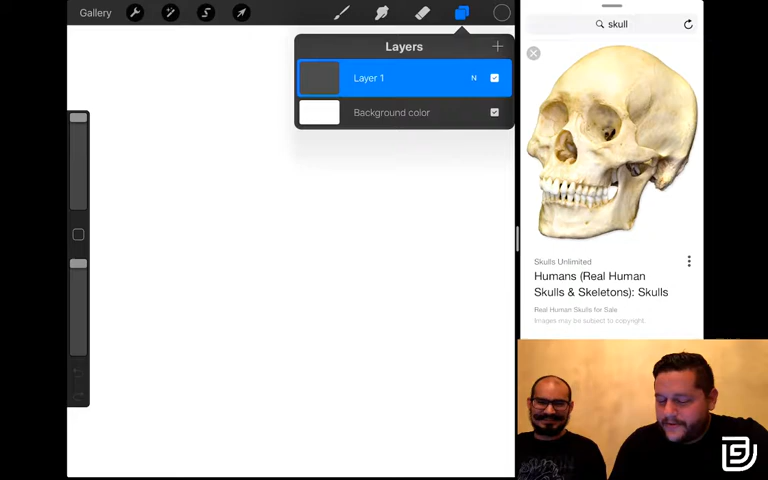 Gallery
skull
Layers
Layer 1
N
Background color
Skulls Unlimited
Humans (Real Human
Skulls & Skeletons): Skulls
Real Human Skulls for Sale
Images may be subject to copyright.